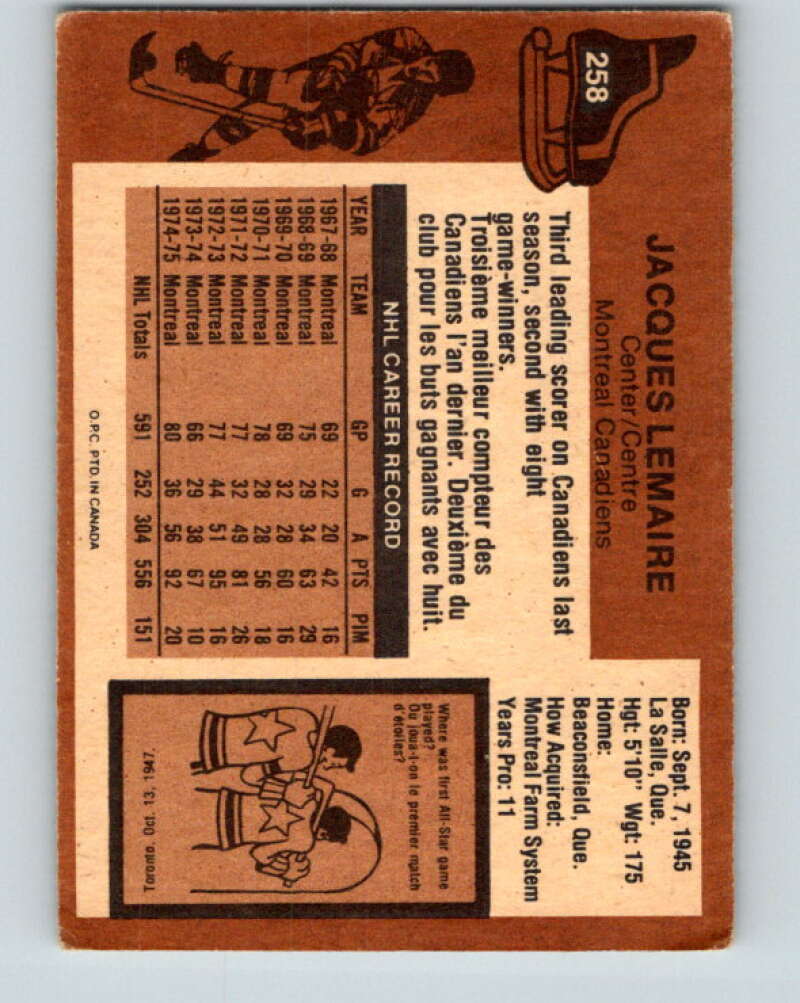 258
JACQUES LEMAIRE
Center/Centre
Montreal Canadiens
Born: Sept. 7, 1945
La Salle, Que.
Hgt: 5'10" Wgt: 175
Home:
Beaconsfield, Que.
How Acquired:
Montreal Farm System
Years Pro: 11
Third leading scorer on Canadiens last
season, second with eight
game-winners.
Troisième meilleur compteur des
Canadiens l'an dernier. Deuxième du
club pour les buts gagnants avec huit.
NHL CAREER RECORD
YEAR TEAM GP G A PTS PIM
1967-68 Montreal 69 22 20 42 16
1968-69 Montreal 75 29 34 63 29
1969-70 Montreal 69 32 28 60 16
1970-71 Montreal 78 28 28 56 18
1971-72 Montreal 77 32 49 81 26
1972-73 Montreal 77 44 51 95 16
1973-74 Montreal 66 29 38 67 10
1974-75 Montreal 80 36 56 92 20
NHL Totals 591 252 304 556 151
O.P.C. PTD. IN CANADA
Where was first All-Star game
played?
Où joua-t-on le premier match
d'étoiles?
Toronto, Oct. 13, 1947.